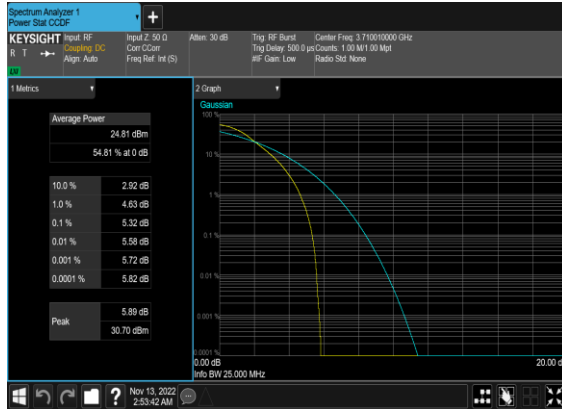 Spectrum Analyzer 1
Power Stat CCDF
KEYSIGHT
R T
LXI
Input: RF
Coupling: DC
Align: Auto
Input Z: 50 Ω
Corr CCorr
Freq Ref: Int (S)
Atten: 30 dB
Trig: RF Burst
Trig Delay: 500.0 µs
#IF Gain: Low
Center Freq: 3.710010000 GHz
Counts: 1.00 M/1.00 Mpt
Radio Std: None
1 Metrics
Average Power
24.81 dBm
54.81 % at 0 dB
10.0 % 2.92 dB
1.0 % 4.63 dB
0.1 % 5.32 dB
0.01 % 5.58 dB
0.001 % 5.72 dB
0.0001 % 5.82 dB
Peak
5.89 dB
30.70 dBm
2 Graph
Gaussian
100 %
10 %
1 %
0.1 %
0.01 %
0.001 %
0.0001 %
0.00 dB
20.00 d
Info BW 25.000 MHz
?
Nov 13, 2022
2:53:42 AM